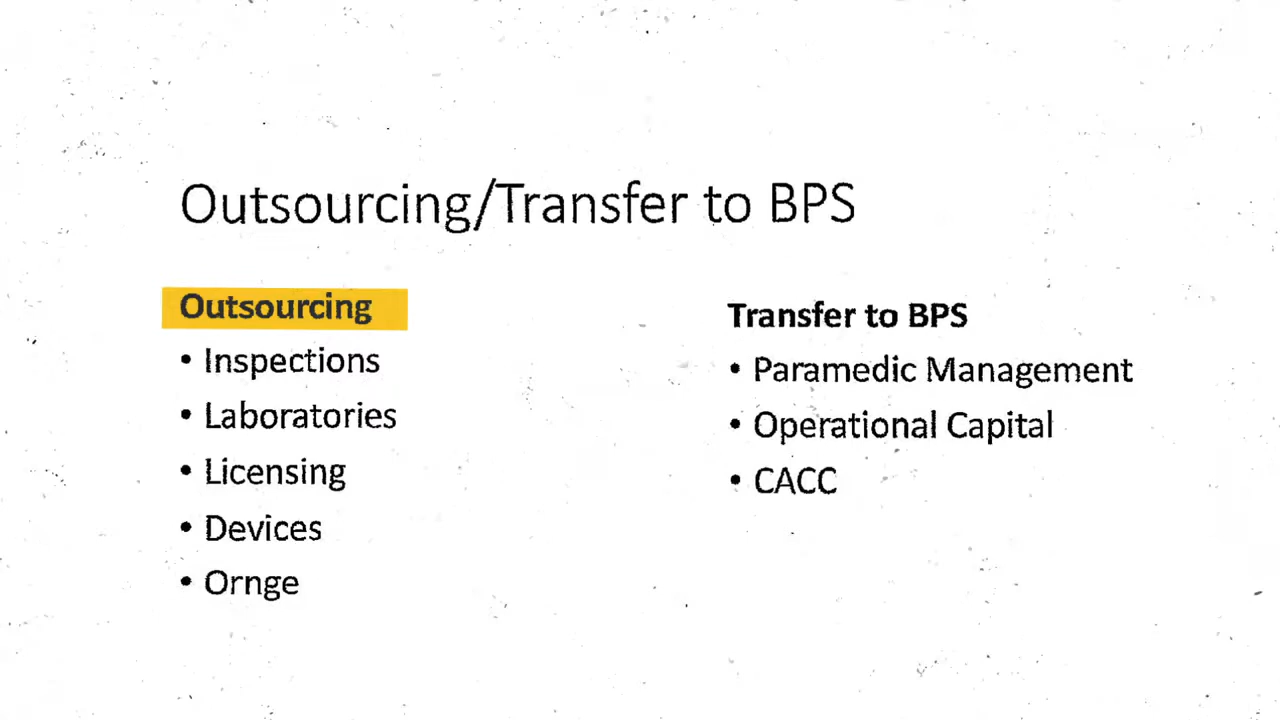 Outsourcing/Transfer to BPS
Outsourcing
• Inspections
• Laboratories
• Licensing
• Devices
• Ornge
Transfer to BPS
• Paramedic Management
• Operational Capital
• CACC